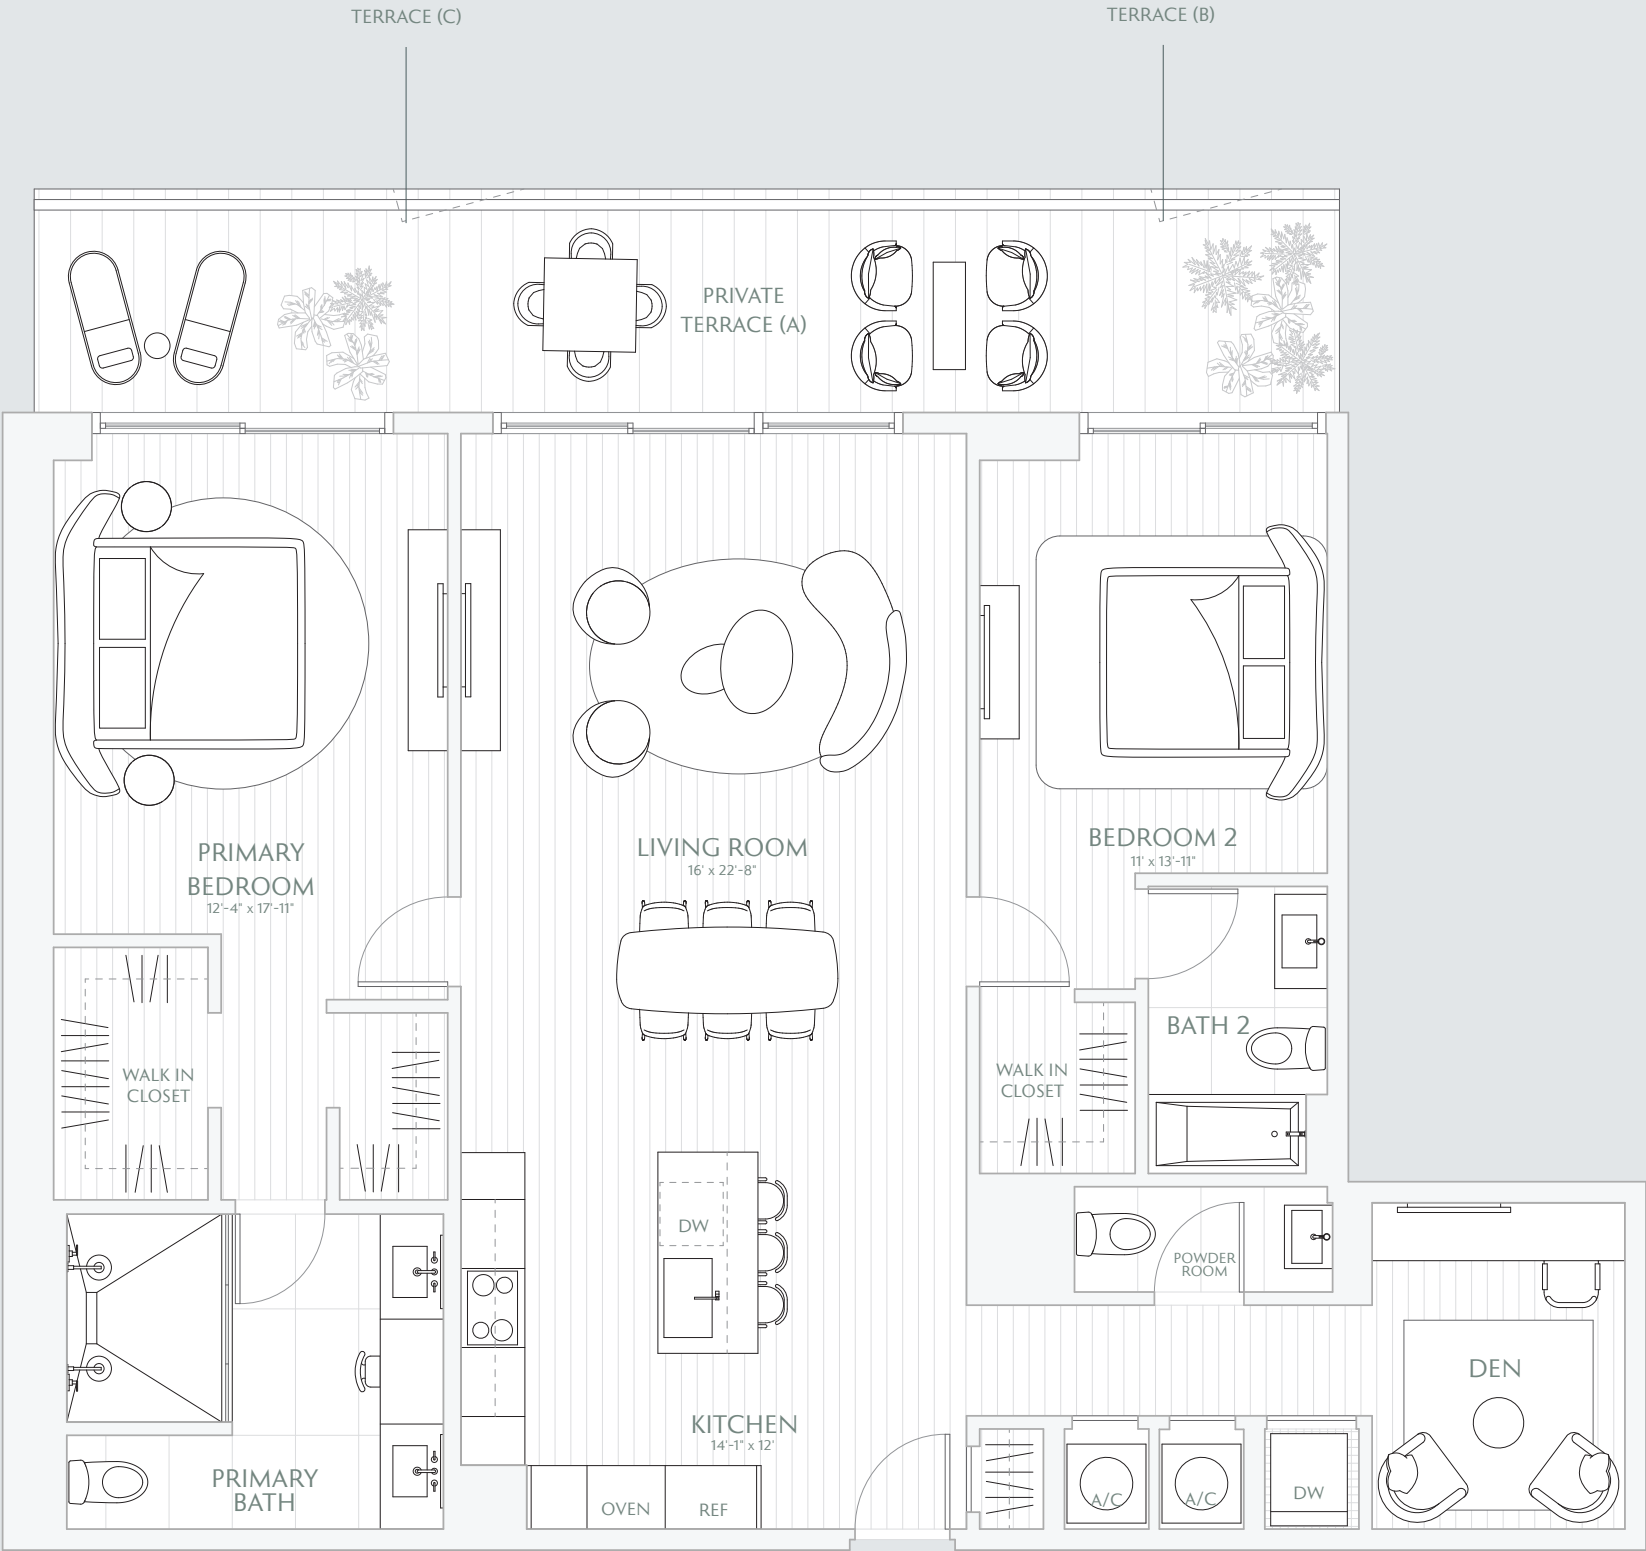 TERRACE (C)
TERRACE (B)
PRIVATE
TERRACE (A)
PRIMARY
BEDROOM
12'-4" x 17'-11"
LIVING ROOM
16' x 22'-8"
BEDROOM 2
11' x 13'-11"
BATH 2
WALK IN
CLOSET
WALK IN
CLOSET
DW
POWDER
ROOM
DEN
KITCHEN
14'-1" x 12'
PRIMARY
BATH
OVEN
REF
A/C
A/C
DW